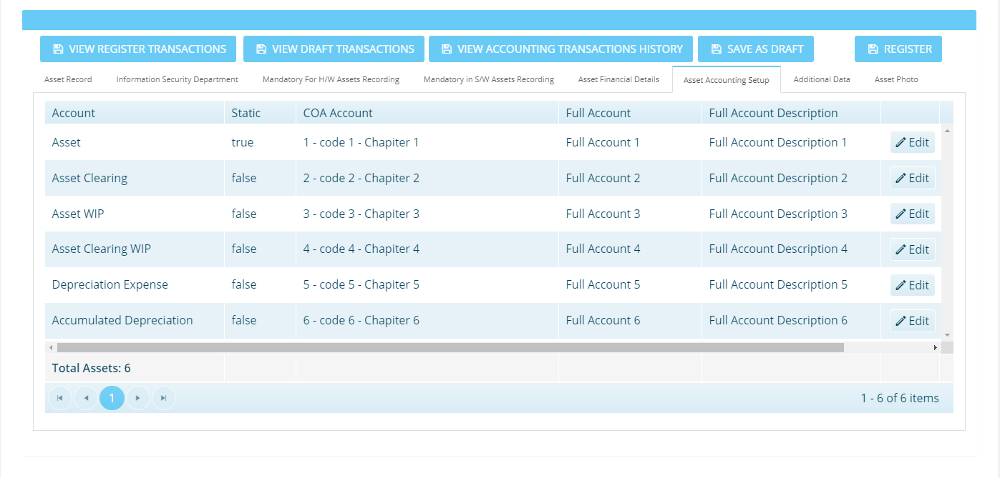 VIEW REGISTER TRANSACTIONS VIEW DRAFT TRANSACTIONS VIEW ACCOUNTING TRANSACTIONS HISTORY SAVE AS DRAFT REGISTER
Asset Record Information Security Department Mandatory For H/W Assets Recording Mandatory in S/W Assets Recording Asset Financial Details Asset Accounting Setup Additional Data Asset Photo
Account Static COA Account Full Account Full Account Description
Asset true 1 - code 1 - Chapiter 1 Full Account 1 Full Account Description 1 Edit
Asset Clearing false 2 - code 2 - Chapiter 2 Full Account 2 Full Account Description 2 Edit
Asset WIP false 3 - code 3 - Chapiter 3 Full Account 3 Full Account Description 3 Edit
Asset Clearing WIP false 4 - code 4 - Chapiter 4 Full Account 4 Full Account Description 4 Edit
Depreciation Expense false 5 - code 5 - Chapiter 5 Full Account 5 Full Account Description 5 Edit
Accumulated Depreciation false 6 - code 6 - Chapiter 6 Full Account 6 Full Account Description 6 Edit
Total Assets: 6
1 1 - 6 of 6 items